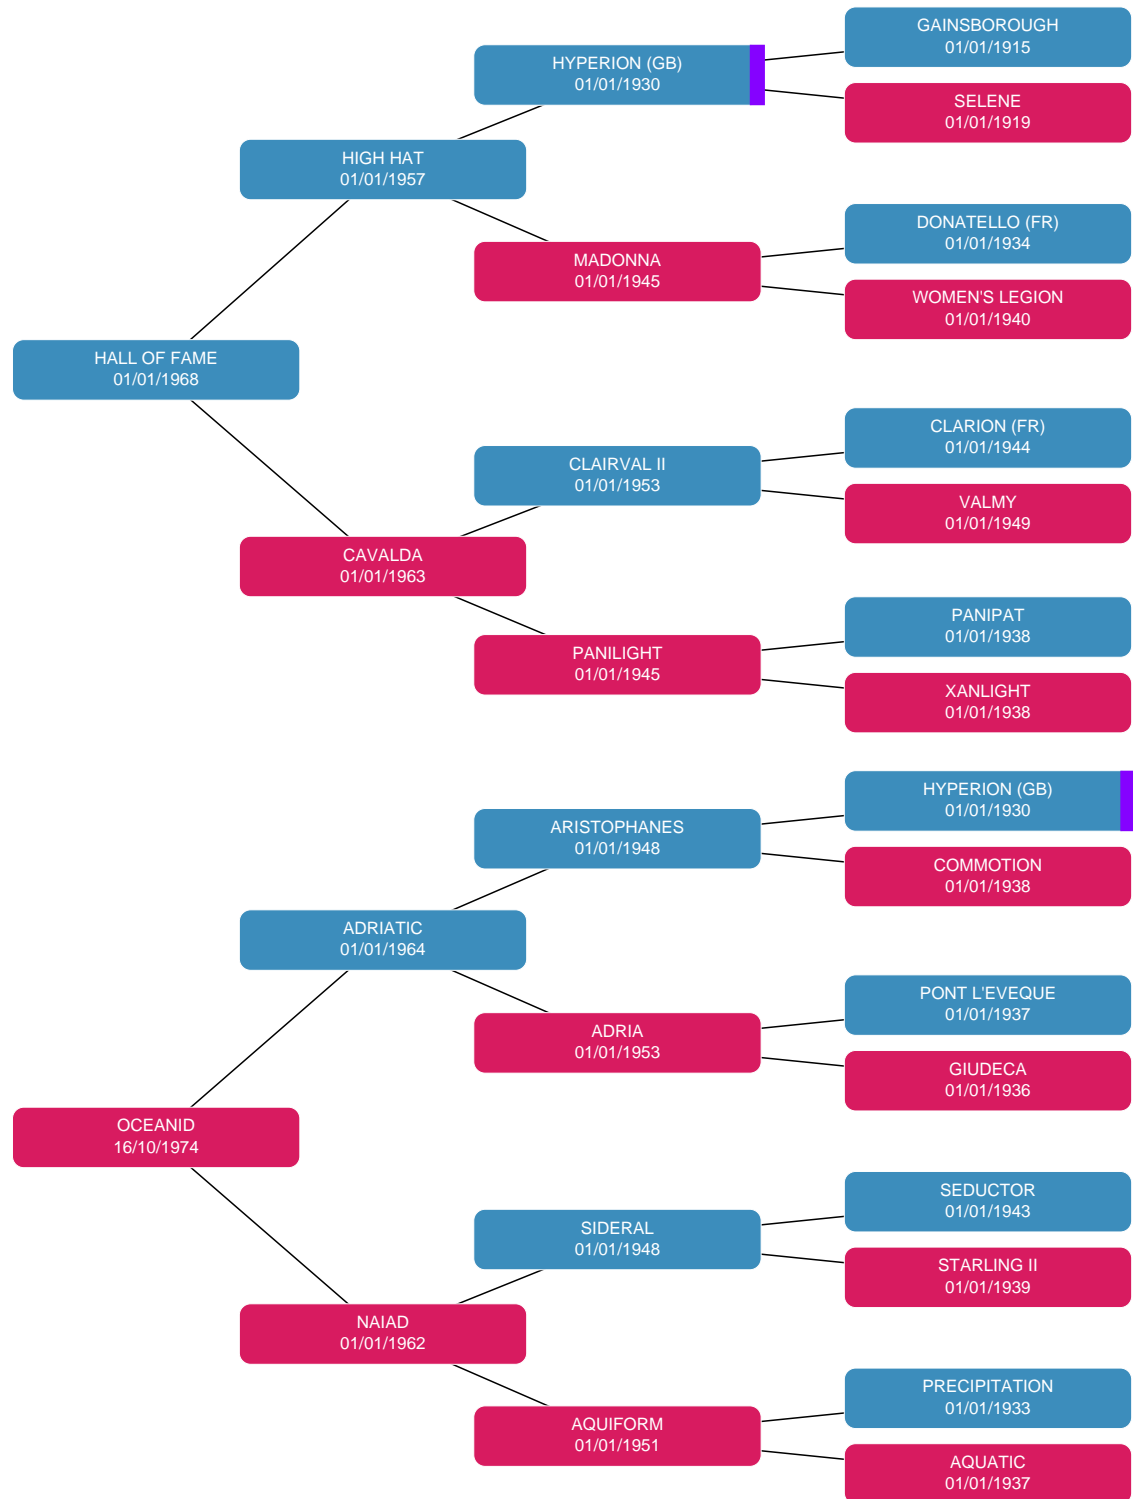 GAINSBOROUGH
01/01/1915
HYPERION (GB)
01/01/1930
SELENE
01/01/1919
HIGH HAT
01/01/1957
DONATELLO (FR)
01/01/1934
MADONNA
01/01/1945
WOMEN'S LEGION
01/01/1940
HALL OF FAME
01/01/1968
CLARION (FR)
01/01/1944
CLAIRVAL II
01/01/1953
VALMY
01/01/1949
CAVALDA
01/01/1963
PANIPAT
01/01/1938
PANILIGHT
01/01/1945
XANLIGHT
01/01/1938
HYPERION (GB)
01/01/1930
ARISTOPHANES
01/01/1948
COMMOTION
01/01/1938
ADRIATIC
01/01/1964
PONT L'EVEQUE
01/01/1937
ADRIA
01/01/1953
GIUDECA
01/01/1936
OCEANID
16/10/1974
SEDUCTOR
01/01/1943
SIDERAL
01/01/1948
STARLING II
01/01/1939
NAIAD
01/01/1962
PRECIPITATION
01/01/1933
AQUIFORM
01/01/1951
AQUATIC
01/01/1937